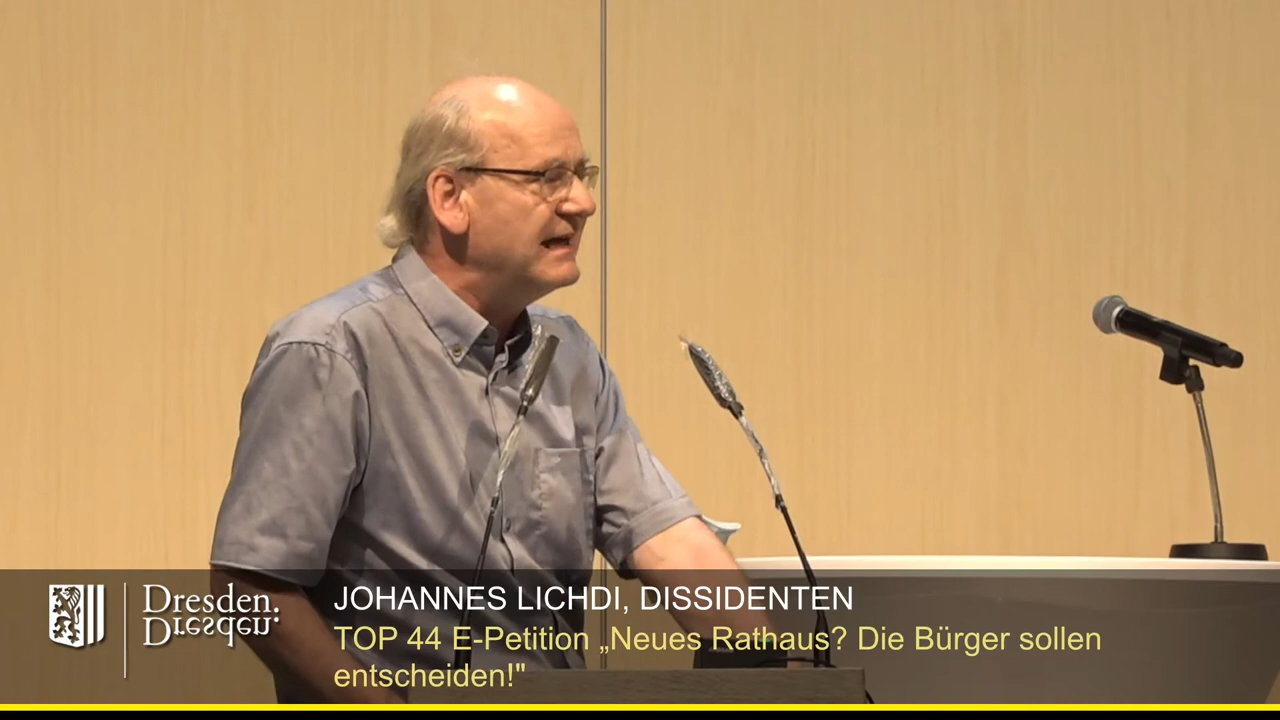 Dresden.
Dresden.
JOHANNES LICHDI, DISSIDENTEN
TOP 44 E-Petition „Neues Rathaus? Die Bürger sollen
entscheiden!"